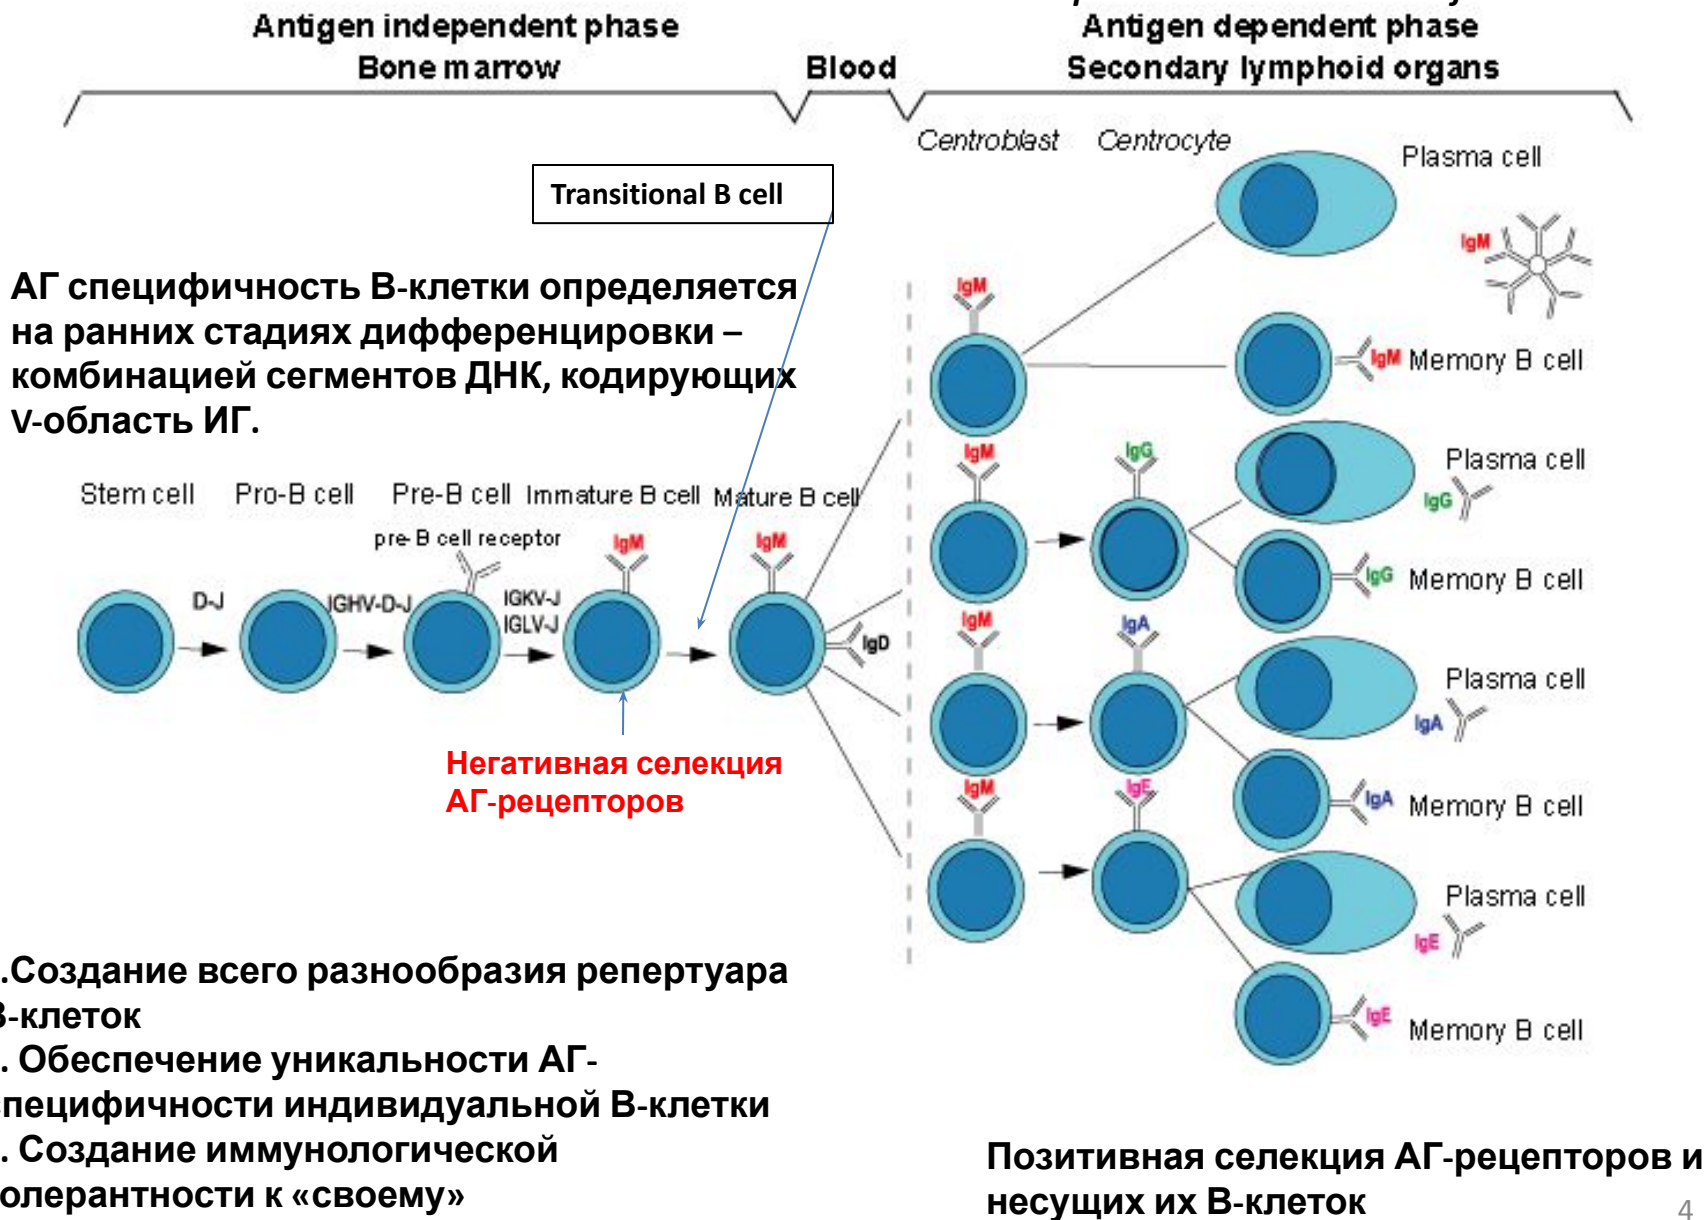 Antigen independent phase
Bone marrow
Blood
Antigen dependent phase
Secondary lymphoid organs
Centroblast
Centrocyte
Plasma cell
Transitional B cell
IgM
АГ специфичность В-клетки определяется
на ранних стадиях дифференцировки –
комбинацией сегментов ДНК, кодирующих
V-область ИГ.
IgM
IgM
Memory B cell
IgM
IgG
Plasma cell
IgG
Stem cell
Pro-B cell
Pre-B cell
Immature B cell
Mature B cell
pre-B cell receptor
IgM
IgM
IgG
Memory B cell
D-J
IGHV-D-J
IGKV-J
IGLV-J
IgD
IgM
IgA
Plasma cell
IgA
Негативная селекция
АГ-рецепторов
IgM
IgE
IgA
Memory B cell
Plasma cell
IgE
IgE
Memory B cell
.Создание всего разнообразия репертуара
В-клеток
. Обеспечение уникальности АГ-
специфичности индивидуальной В-клетки
. Создание иммунологической
толерантности к «своему»
Позитивная селекция АГ-рецепторов и
несущих их В-клеток
4